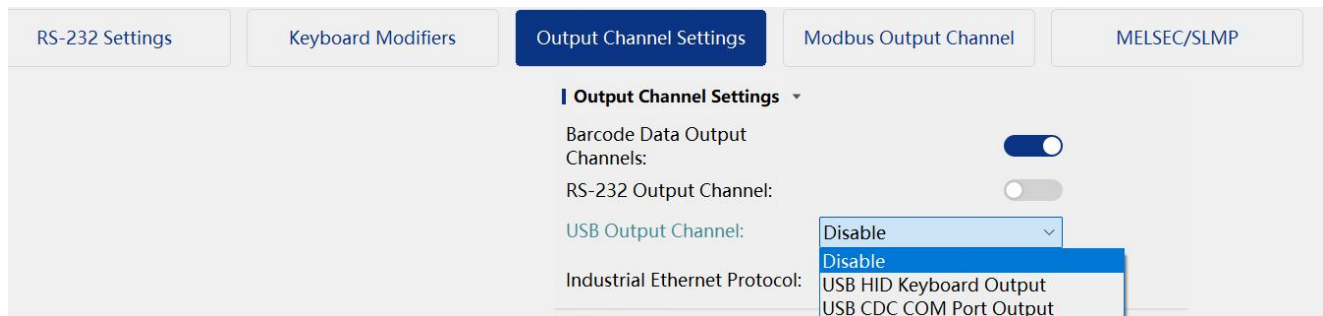 RS-232 Settings
Keyboard Modifiers
Output Channel Settings
Modbus Output Channel
MELSEC/SLMP
Output Channel Settings
Barcode Data Output
Channels:
RS-232 Output Channel:
USB Output Channel:
Disable
Disable
USB HID Keyboard Output
USB CDC COM Port Output
Industrial Ethernet Protocol: